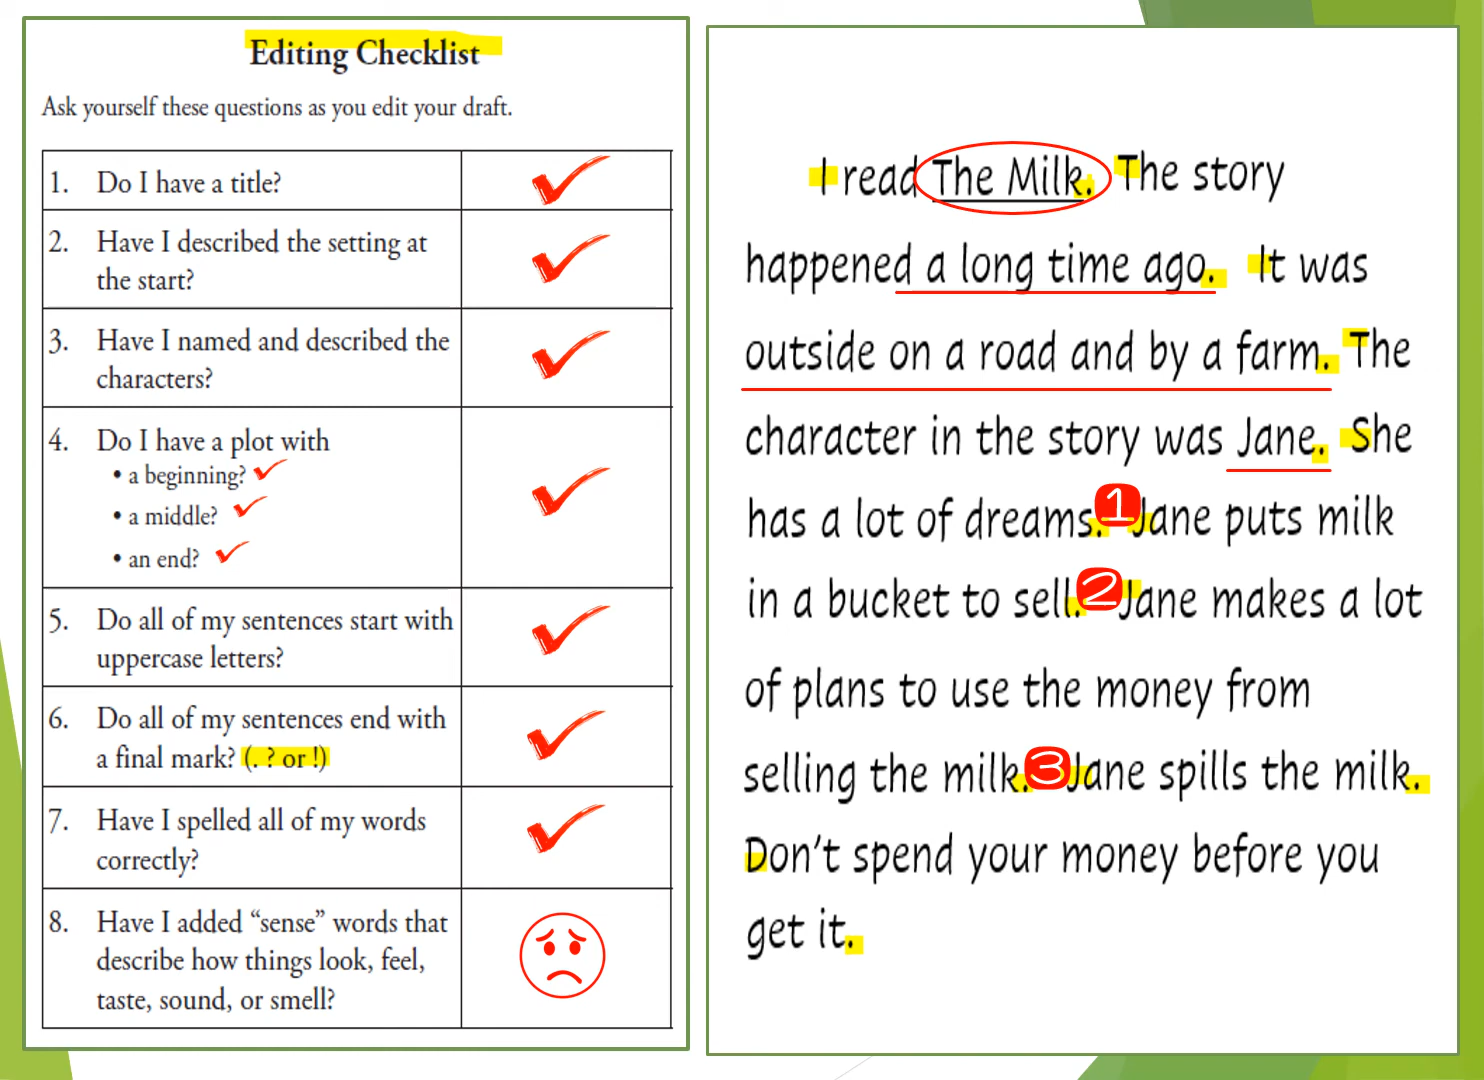 Editing Checklist
Ask yourself these questions as you edit your draft.
1. Do I have a title?
2. Have I described the setting at
the start?
3. Have I named and described the
characters?
4. Do I have a plot with
• a beginning?
• a middle?
• an end?
5. Do all of my sentences start with
uppercase letters?
6. Do all of my sentences end with
a final mark? (. ? or !)
7. Have I spelled all of my words
correctly?
8. Have I added “sense” words that
describe how things look, feel,
taste, sound, or smell?
I read The Milk. The story
happened a long time ago. It was
outside on a road and by a farm. The
character in the story was Jane. She
has a lot of dreams. 1 Jane puts milk
in a bucket to sell. 2 Jane makes a lot
of plans to use the money from
selling the milk. 3 Jane spills the milk.
Don’t spend your money before you
get it.